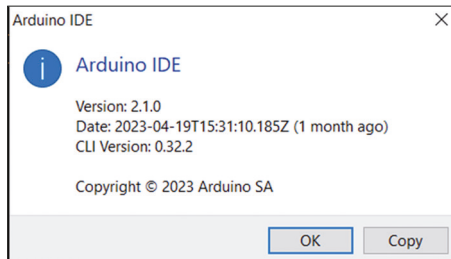 Arduino IDE
Arduino IDE
Version: 2.1.0
Date: 2023-04-19T15:31:10.185Z (1 month ago)
CLI Version: 0.32.2
Copyright © 2023 Arduino SA
OK Copy